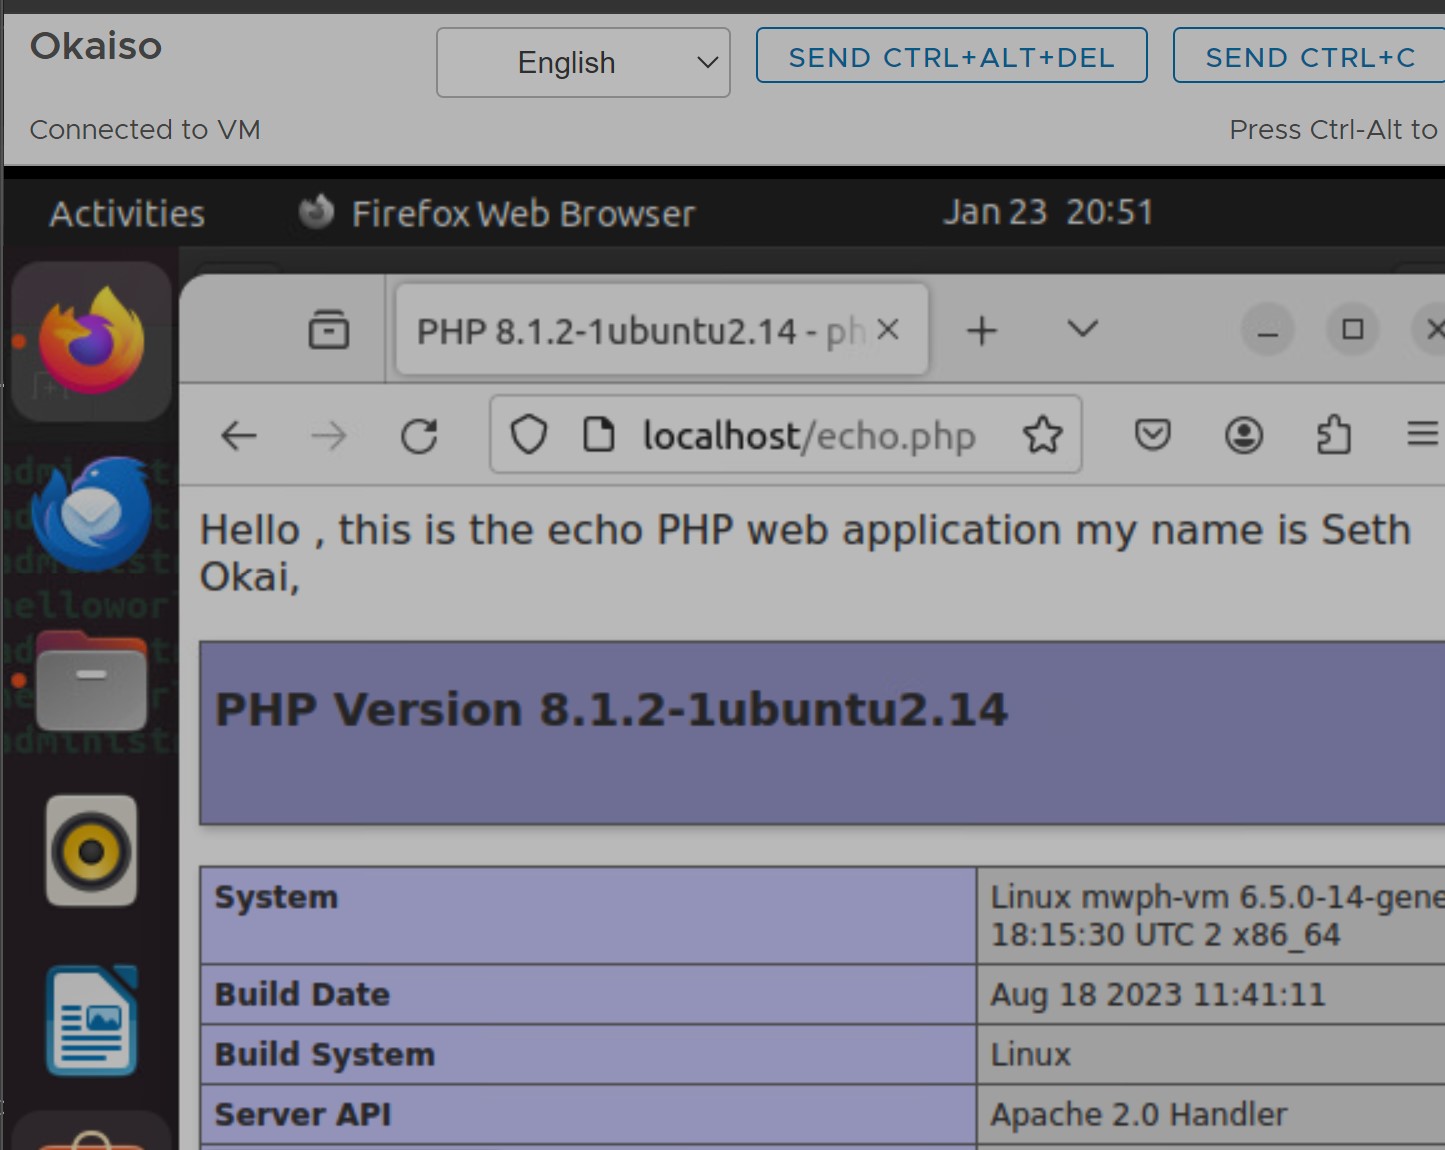 Okaiso
English
SEND CTRL+ALT+DEL
SEND CTRL+C
Connected to VM
Press Ctrl-Alt to
Activities
Firefox Web Browser
Jan 23 20:51
PHP 8.1.2-1ubuntu2.14 - ph
localhost/echo.php
Hello , this is the echo PHP web application my name is Seth
Okai,
PHP Version 8.1.2-1ubuntu2.14
System
Linux mwph-vm 6.5.0-14-gene
18:15:30 UTC 2 x86_64
Build Date
Aug 18 2023 11:41:11
Build System
Linux
Server API
Apache 2.0 Handler